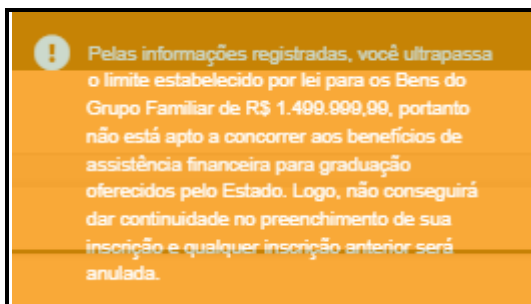 Pelas informações registradas, você ultrapassa
o limite estabelecido por lei para os Bens do
Grupo Familiar de R$ 1.499.999,99, portanto
não está apto a concorrer aos benefícios de
assistência financeira para graduação
oferecidos pelo Estado. Logo, não conseguirá
dar continuidade no preenchimento de sua
inscrição e qualquer inscrição anterior será
anulada.